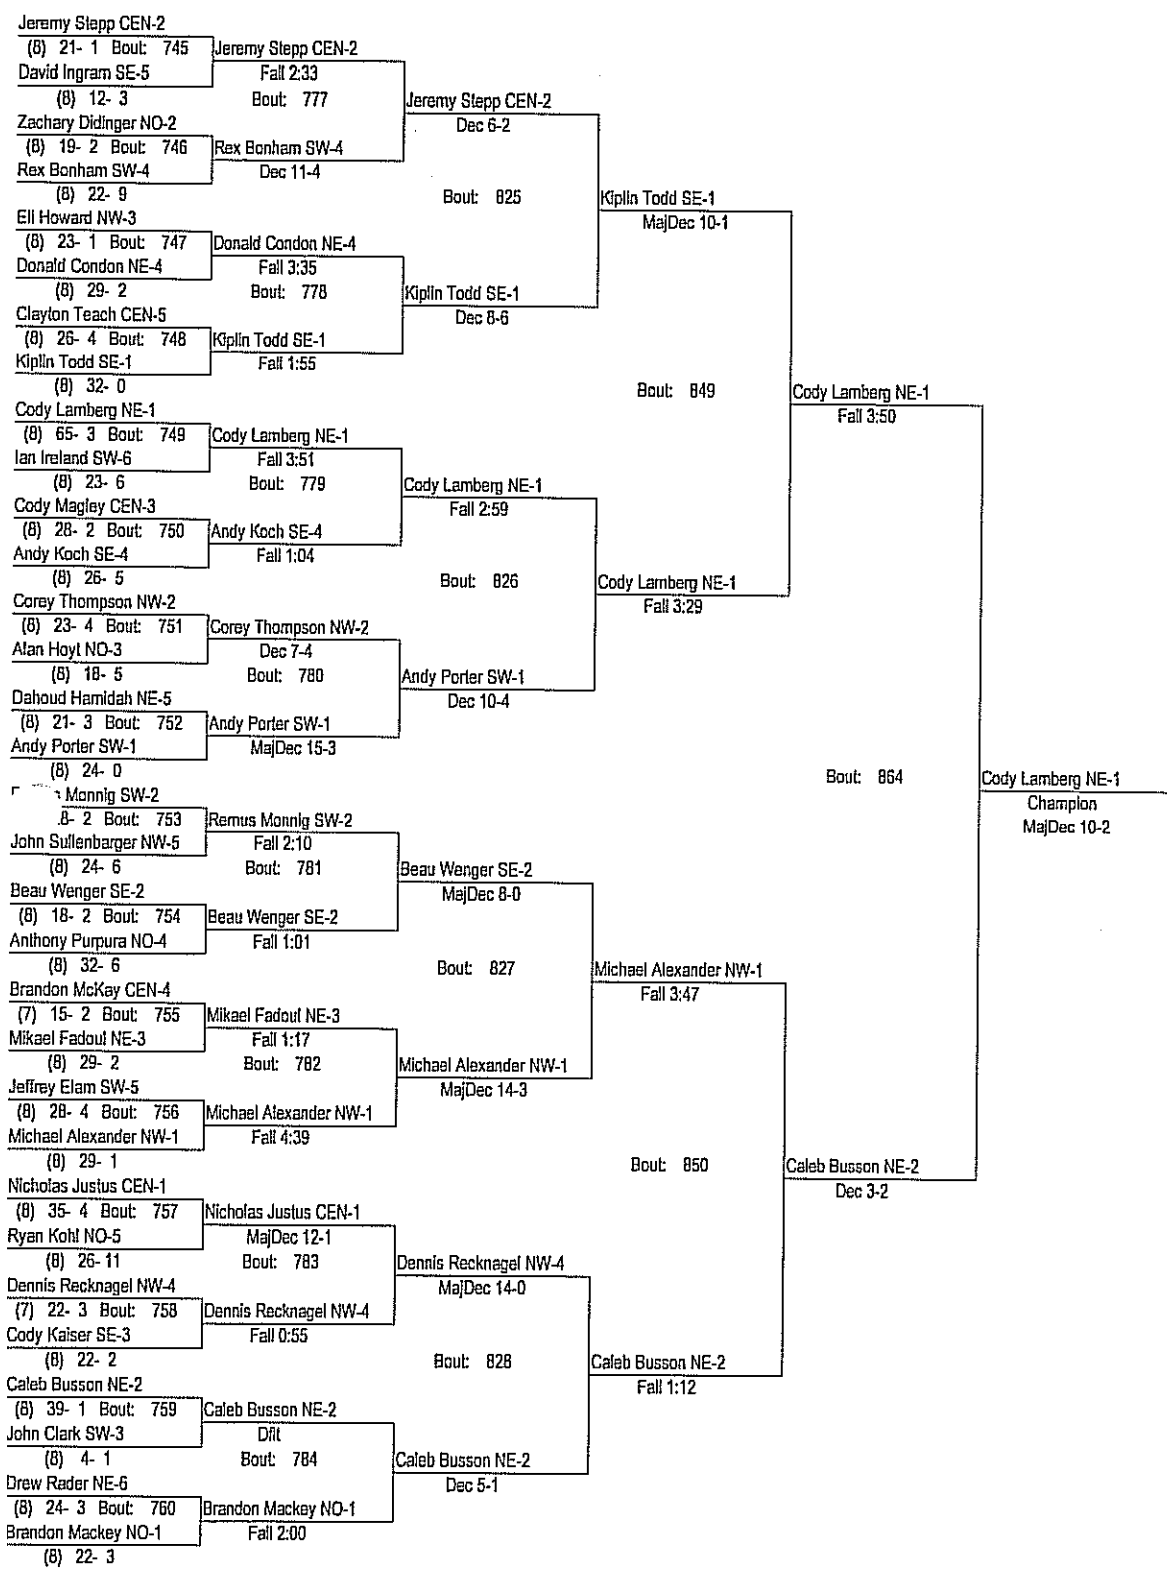 Jeremy Stepp CEN-2
(8) 21- 1 Bout: 745
Jeremy Stepp CEN-2
David Ingram SE-5
Fall 2:33
(8) 12- 3
Bout: 777
Jeremy Stepp CEN-2
Zachary Didinger NO-2
Dec 6-2
(8) 19- 2 Bout: 746
Rex Bonham SW-4
Rex Bonham SW-4
Dec 11-4
(8) 22- 9
Bout: 825
Kiplin Todd SE-1
Eli Howard NW-3
MajDec 10-1
(8) 23- 1 Bout: 747
Donald Condon NE-4
Donald Condon NE-4
Fall 3:35
(8) 29- 2
Bout: 778
Kiplin Todd SE-1
Clayton Teach CEN-5
Dec 8-6
(8) 26- 4 Bout: 748
Kiplin Todd SE-1
Kiplin Todd SE-1
Fall 1:55
(8) 32- 0
Bout: 849
Cody Lamberg NE-1
Cody Lamberg NE-1
Fall 3:50
(8) 65- 3 Bout: 749
Cody Lamberg NE-1
Ian Ireland SW-6
Fall 3:51
(8) 23- 6
Bout: 779
Cody Lamberg NE-1
Cody Magley CEN-3
Fall 2:59
(8) 28- 2 Bout: 750
Andy Koch SE-4
Andy Koch SE-4
Fall 1:04
(8) 26- 5
Bout: 826
Cody Lamberg NE-1
Corey Thompson NW-2
Fall 3:29
(8) 23- 4 Bout: 751
Corey Thompson NW-2
Alan Hoyt NO-3
Dec 7-4
(8) 18- 5
Bout: 780
Andy Porter SW-1
Dahoud Hamidah NE-5
Dec 10-4
(8) 21- 3 Bout: 752
Andy Porter SW-1
Andy Porter SW-1
MajDec 15-3
(8) 24- 0
Bout: 864
Cody Lamberg NE-1
Champion
MajDec 10-2
Monnig SW-2
8- 2 Bout: 753
Remus Monnig SW-2
John Sullenbarger NW-5
Fall 2:10
(8) 24- 6
Bout: 781
Beau Wenger SE-2
Beau Wenger SE-2
MajDec 8-0
(8) 18- 2 Bout: 754
Beau Wenger SE-2
Anthony Purpura NO-4
Fall 1:01
(8) 32- 6
Bout: 827
Michael Alexander NW-1
Brandon McKay CEN-4
Fall 3:47
(7) 15- 2 Bout: 755
Mikael Fadoul NE-3
Mikael Fadoul NE-3
Fall 1:17
(8) 29- 2
Bout: 782
Michael Alexander NW-1
Jeffrey Elam SW-5
MajDec 14-3
(8) 28- 4 Bout: 756
Michael Alexander NW-1
Michael Alexander NW-1
Fall 4:39
(8) 29- 1
Bout: 850
Caleb Busson NE-2
Nicholas Justus CEN-1
Dec 3-2
(8) 35- 4 Bout: 757
Nicholas Justus CEN-1
Ryan Kohl NO-5
MajDec 12-1
(8) 26- 11
Bout: 783
Dennis Recknagel NW-4
Dennis Recknagel NW-4
MajDec 14-0
(7) 22- 3 Bout: 758
Dennis Recknagel NW-4
Cody Kaiser SE-3
Fall 0:55
(8) 22- 2
Bout: 828
Caleb Busson NE-2
Caleb Busson NE-2
Fall 1:12
(8) 39- 1 Bout: 759
Caleb Busson NE-2
John Clark SW-3
Dflt
(8) 4- 1
Bout: 784
Caleb Busson NE-2
Drew Rader NE-6
Dec 5-1
(8) 24- 3 Bout: 760
Brandon Mackey NO-1
Brandon Mackey NO-1
Fall 2:00
(8) 22- 3